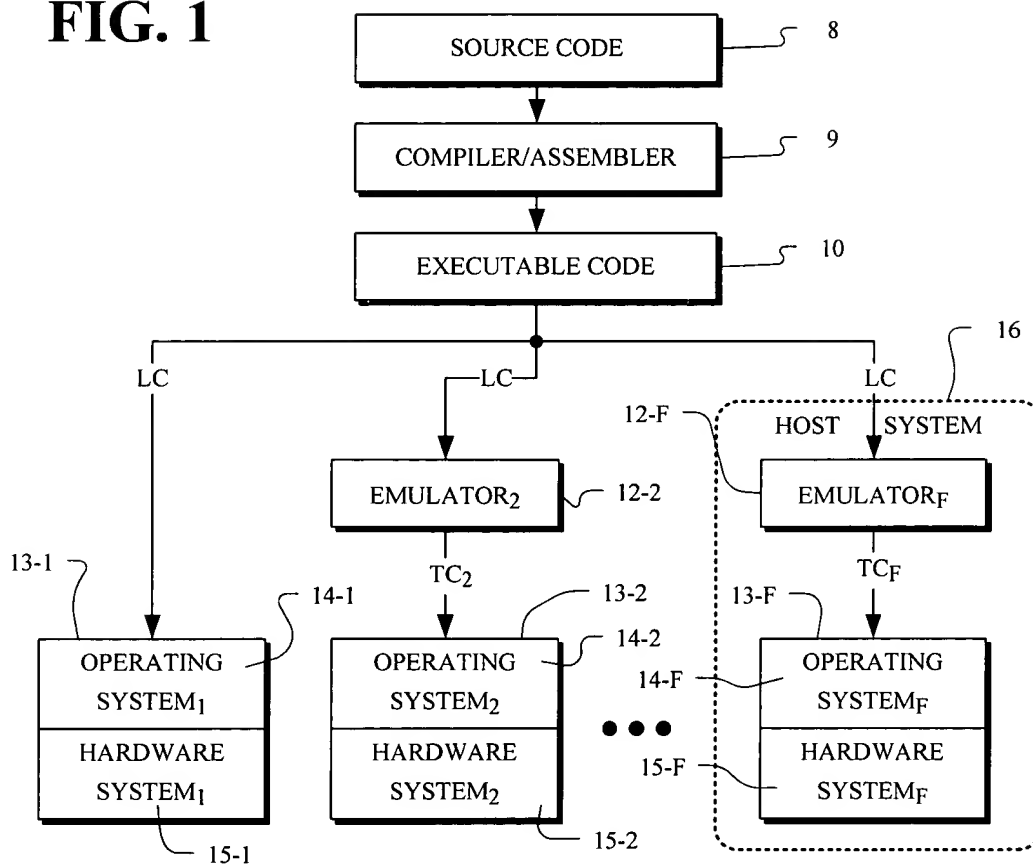 FIG. 1
SOURCE CODE
8
COMPILER/ASSEMBLER
9
EXECUTABLE CODE
10
16
LC
LC
LC
12-F
HOST SYSTEM
EMULATOR₂
12-2
EMULATORF
13-1
TC₂
TCF
14-1
13-2
13-F
OPERATING
SYSTEM₁
OPERATING
SYSTEM₂
14-2
14-F
OPERATING
SYSTEMF
HARDWARE
SYSTEM₁
HARDWARE
SYSTEM₂
15-F
HARDWARE
SYSTEMF
15-1
15-2